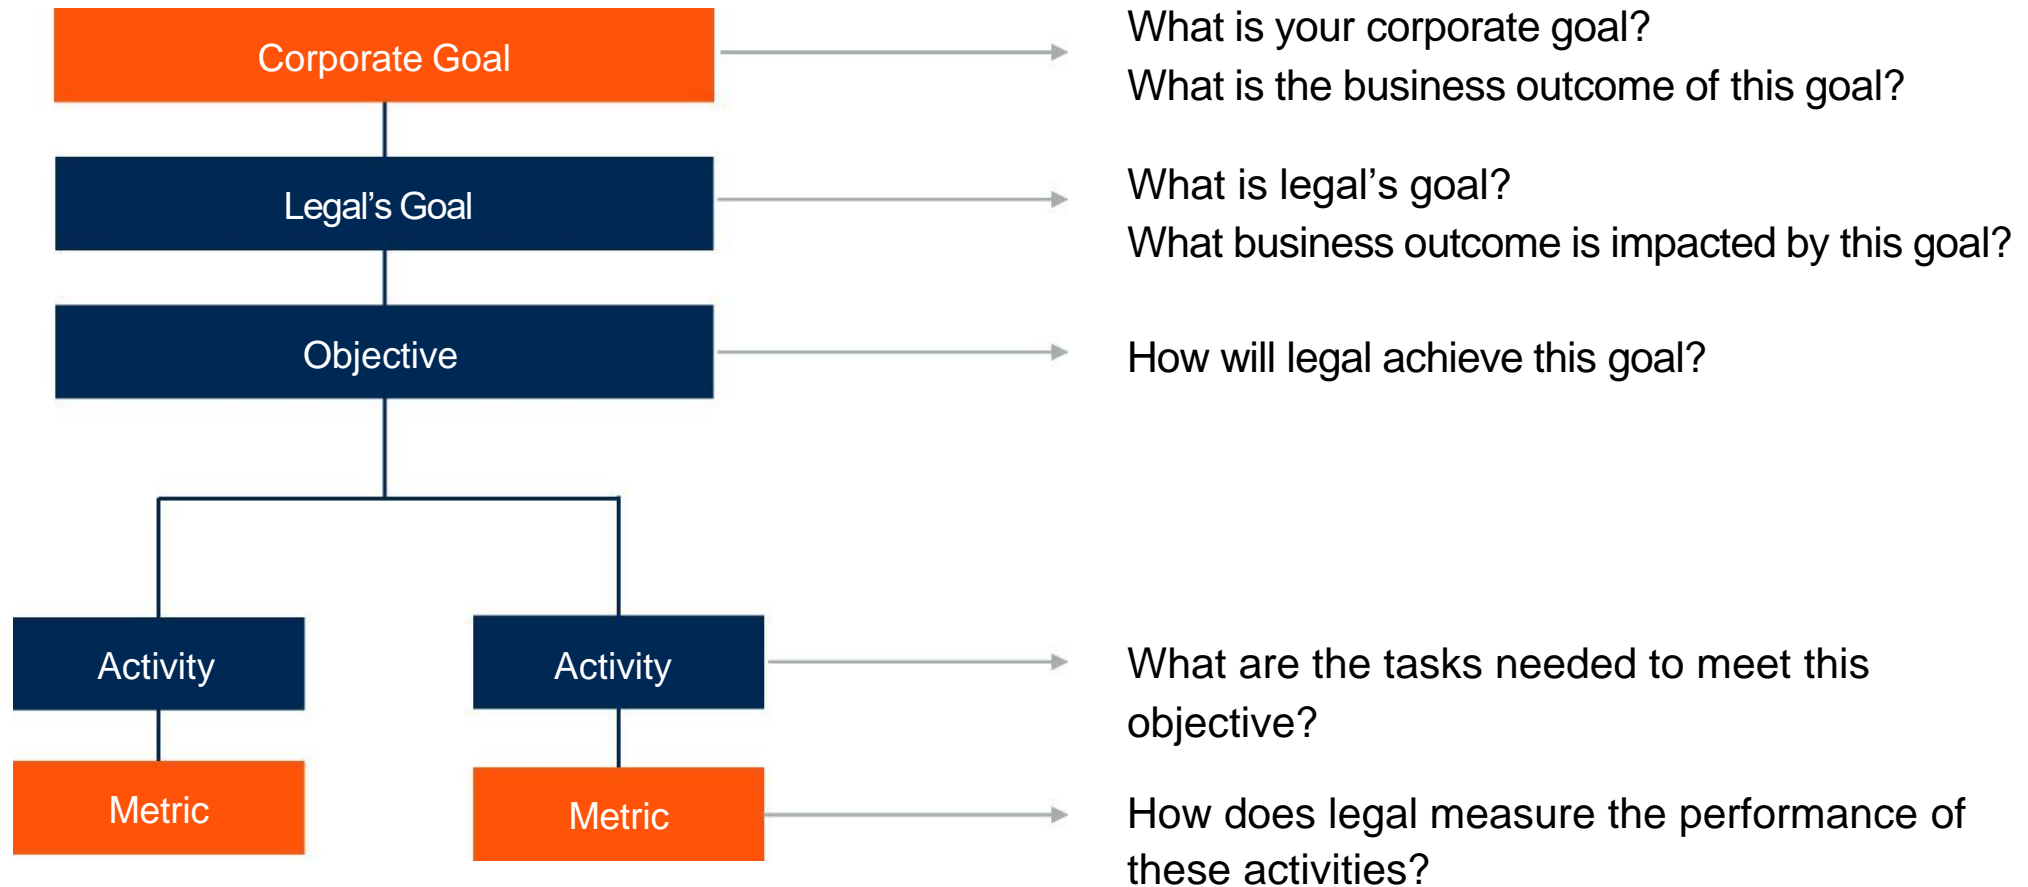 Corporate Goal
What is your corporate goal?
What is the business outcome of this goal?
Legal’s Goal
What is legal’s goal?
What business outcome is impacted by this goal?
Objective
How will legal achieve this goal?
Activity
Activity
What are the tasks needed to meet this
objective?
Metric
Metric
How does legal measure the performance of
these activities?